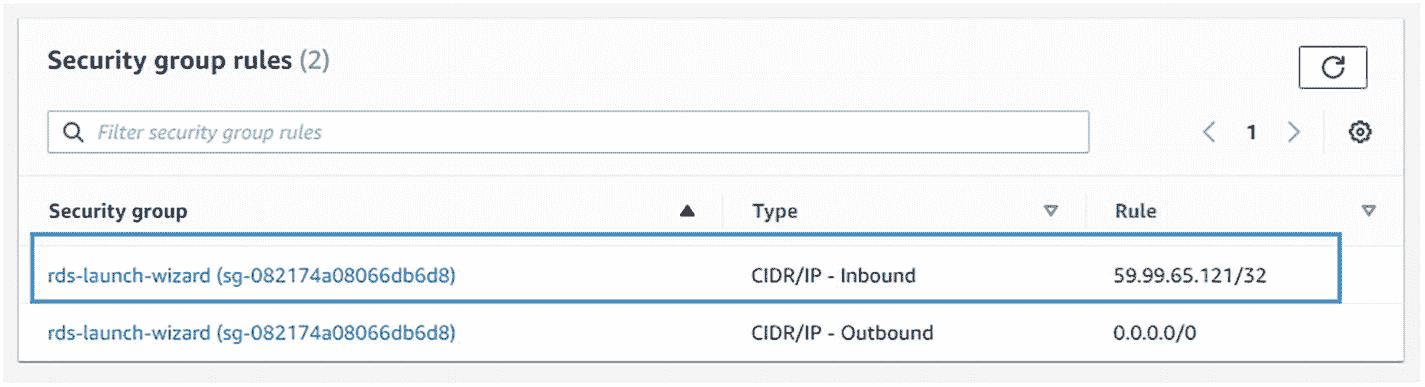 Security group rules (2)
Filter security group rules
1
Security group Type Rule
rds-launch-wizard (sg-082174a08066db6d8) CIDR/IP - Inbound 59.99.65.121/32
rds-launch-wizard (sg-082174a08066db6d8) CIDR/IP - Outbound 0.0.0.0/0